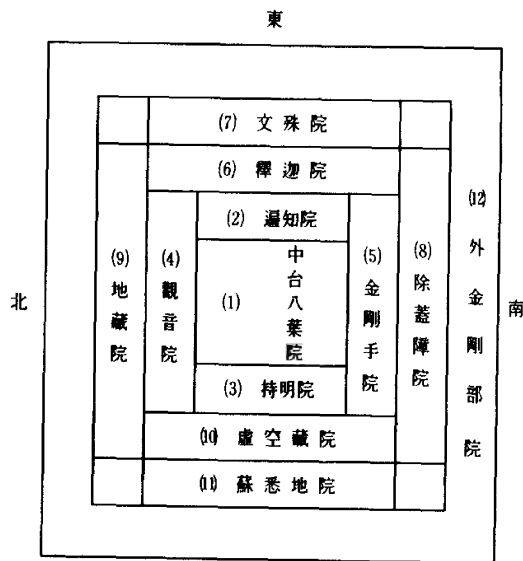 東
(7) 文殊院
(6) 釋迦院
(2) 遍知院
(12) 外金剛部院
(9) 地藏院
(4) 觀音院
(1) 中台八葉院
(5) 金剛手院
(8) 除蓋障院
北
南
(3) 持明院
(10) 虛空藏院
(11) 蘇悉地院